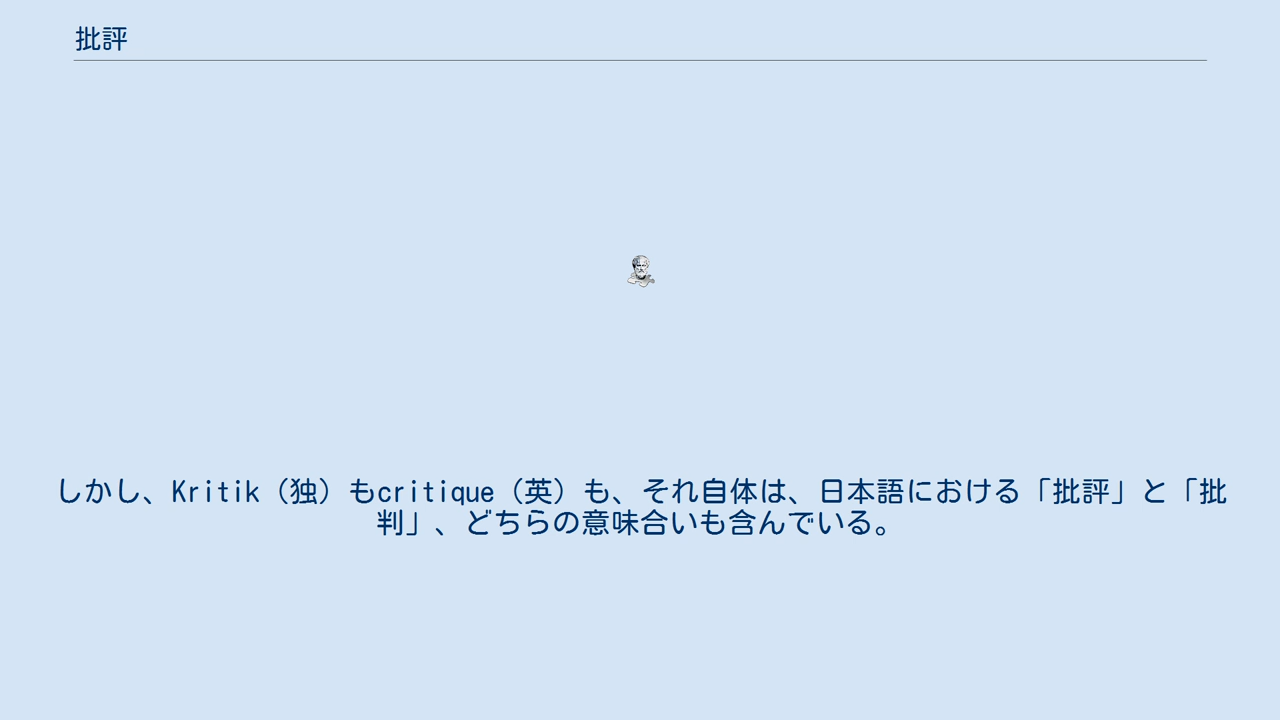 批評
しかし、Kritik（独）もcritique（英）も、それ自体は、日本語における「批評」と「批
判」、どちらの意味合いも含んでいる。